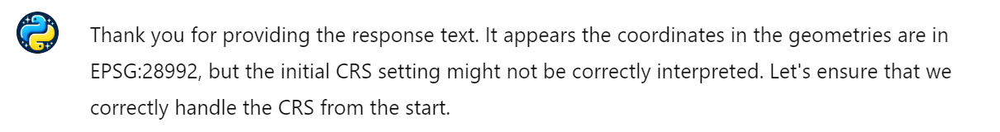 Thank you for providing the response text. It appears the coordinates in the geometries are in
EPSG:28992, but the initial CRS setting might not be correctly interpreted. Let's ensure that we
correctly handle the CRS from the start.